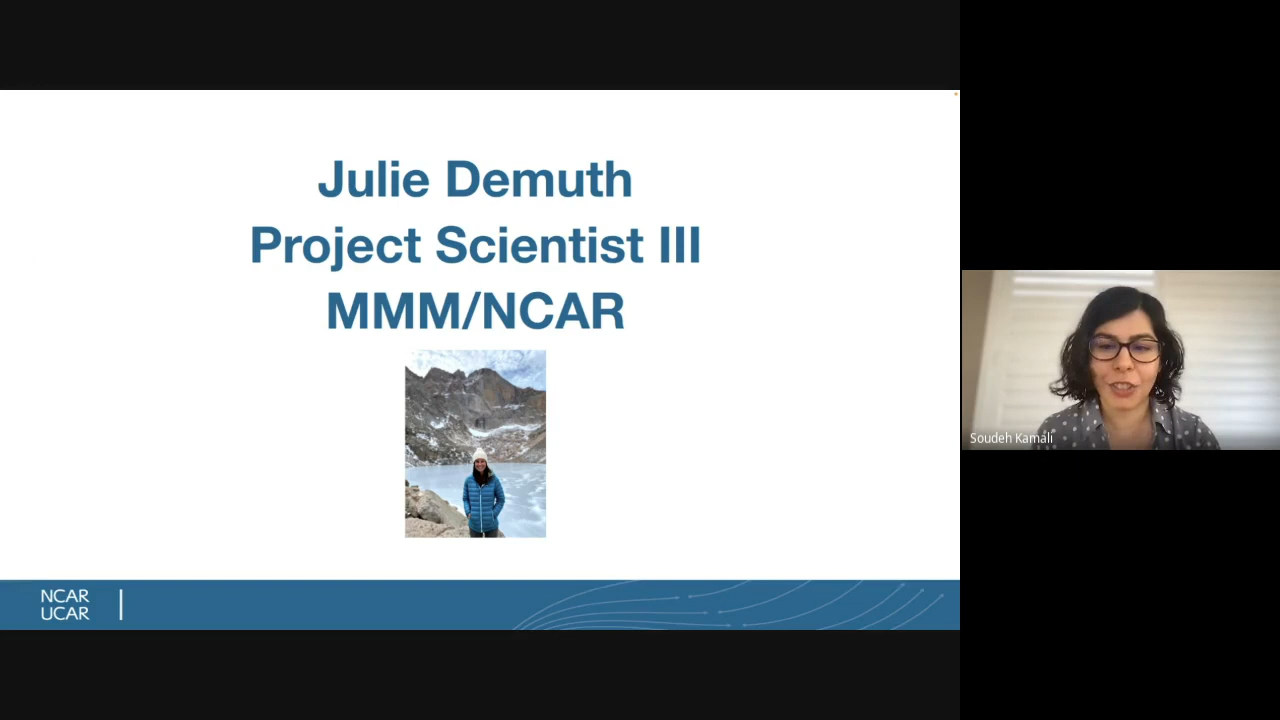 Julie Demuth
Project Scientist III
MMM/NCAR
NCAR
UCAR
Soudeh Kamali